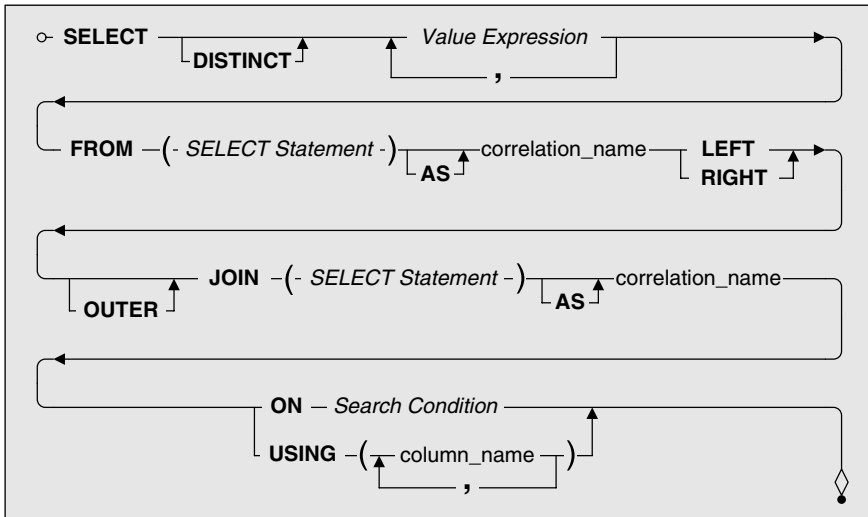 SELECT Value Expression
DISTINCT ,
FROM ( SELECT Statement ) correlation_name LEFT
AS RIGHT
JOIN ( SELECT Statement ) correlation_name
OUTER AS
ON Search Condition
USING ( column_name )
,